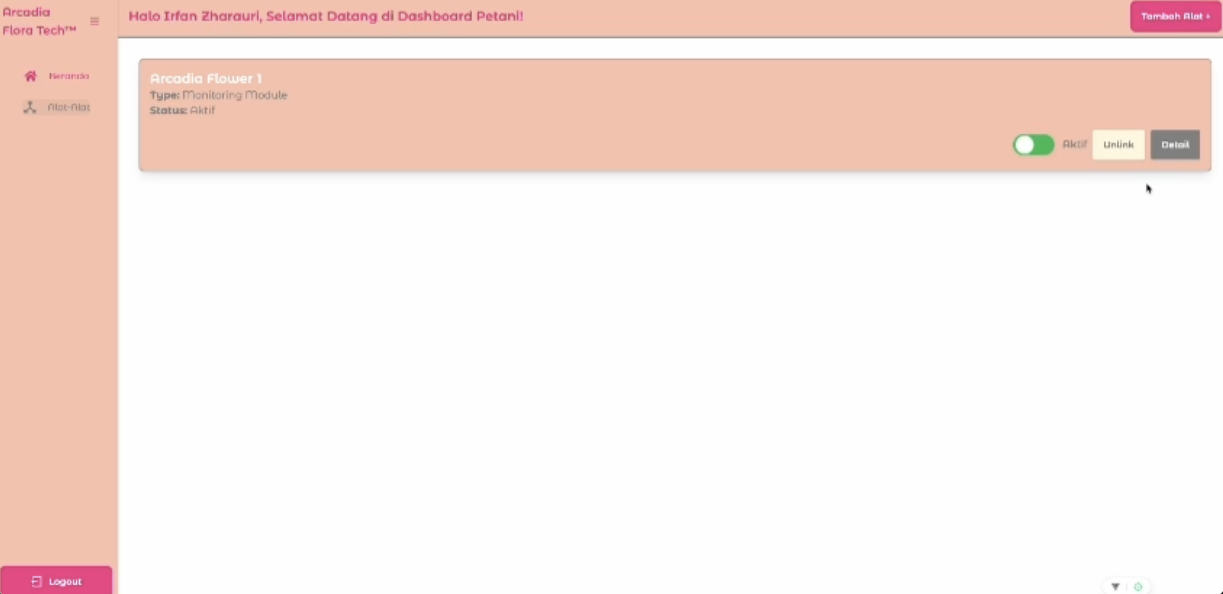 Arcadia
Flora Tech™
Halo Irfan Zharauri, Selamat Datang di Dashboard Petani!
Tambah Alat +
Beranda
Alat-Alat
Arcadia Flower 1
Type: Monitoring Module
Status: Aktif
Aktif
Unlink
Detail
Logout